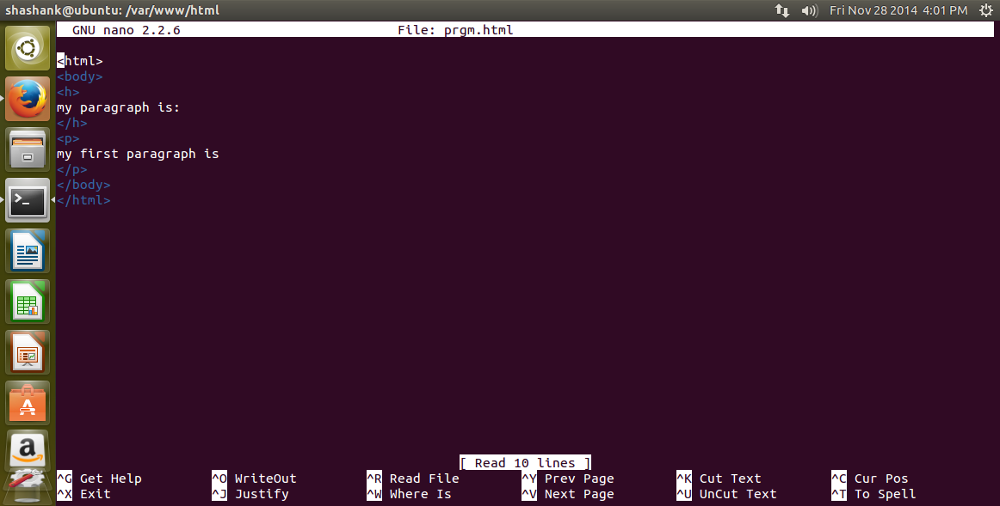 shashank@ubuntu: /var/www/html Fri Nov 28 2014 4:01 PM
GNU nano 2.2.6 File: prgm.html
<html>
<body>
<h>
my paragraph is:
</h>
<p>
my first paragraph is
</p>
</body>
</html>
[ Read 10 lines ]
^G Get Help ^O WriteOut ^R Read File ^Y Prev Page ^K Cut Text ^C Cur Pos
^X Exit ^J Justify ^W Where Is ^V Next Page ^U UnCut Text ^T To Spell